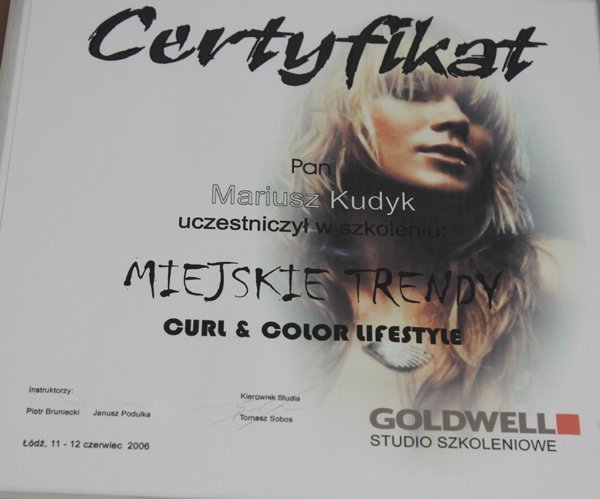 Certyfikat
Pan
Mariusz Kudyk
uczestniczył w szkoleniu:
MIEJSKIE TRENDY
CURL & COLOR LIFESTYLE
Instruktorzy:
Piotr Bruniecki Janusz Podulka
Kierownik Studia
Tomasz Sobos
Łódź, 11 - 12 czerwiec 2006
GOLDWELL
STUDIO SZKOLENIOWE